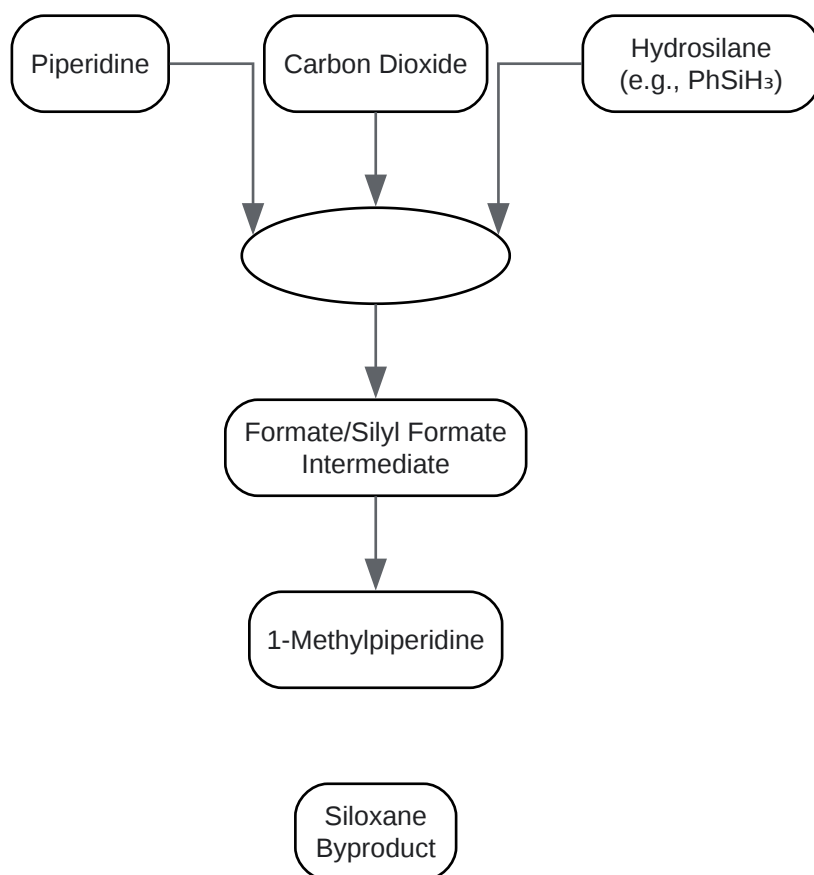 Piperidine
Carbon Dioxide
Hydrosilane
(e.g., PhSiH₃)
Formate/Silyl Formate
Intermediate
1-Methylpiperidine
Siloxane
Byproduct